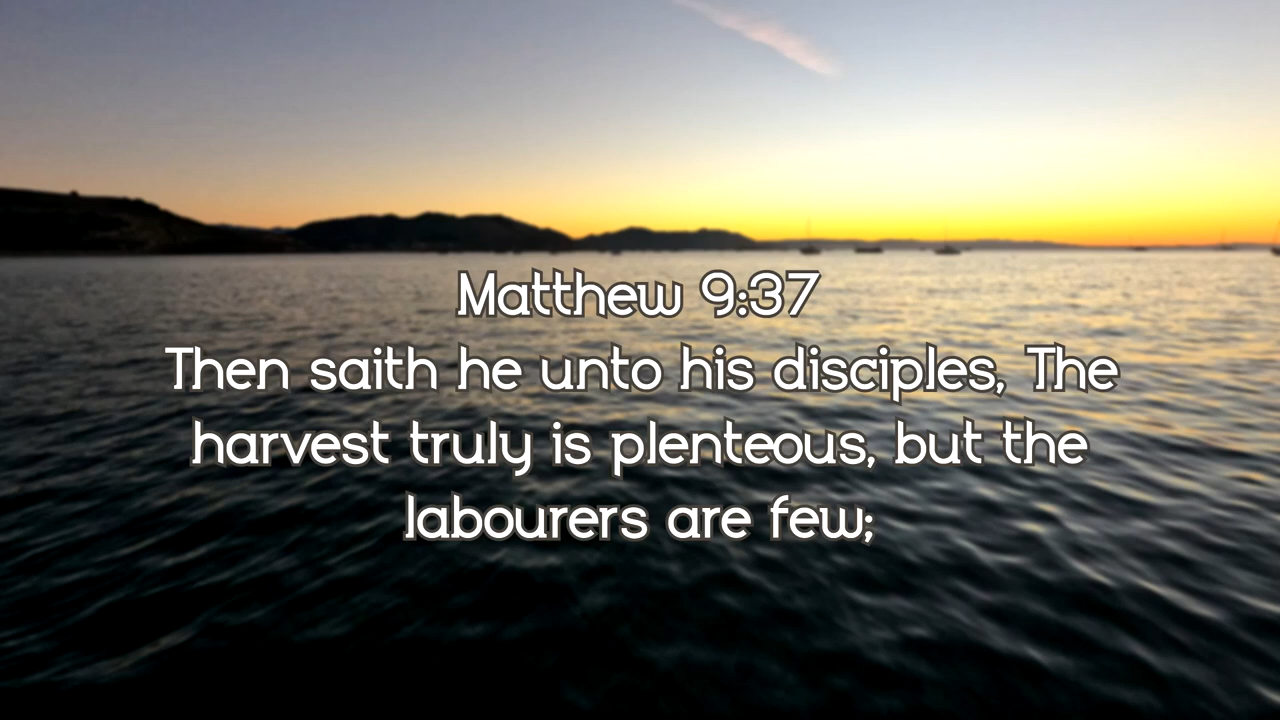 Matthew 9:37
Then saith he unto his disciples, The
harvest truly is plenteous, but the
labourers are few;